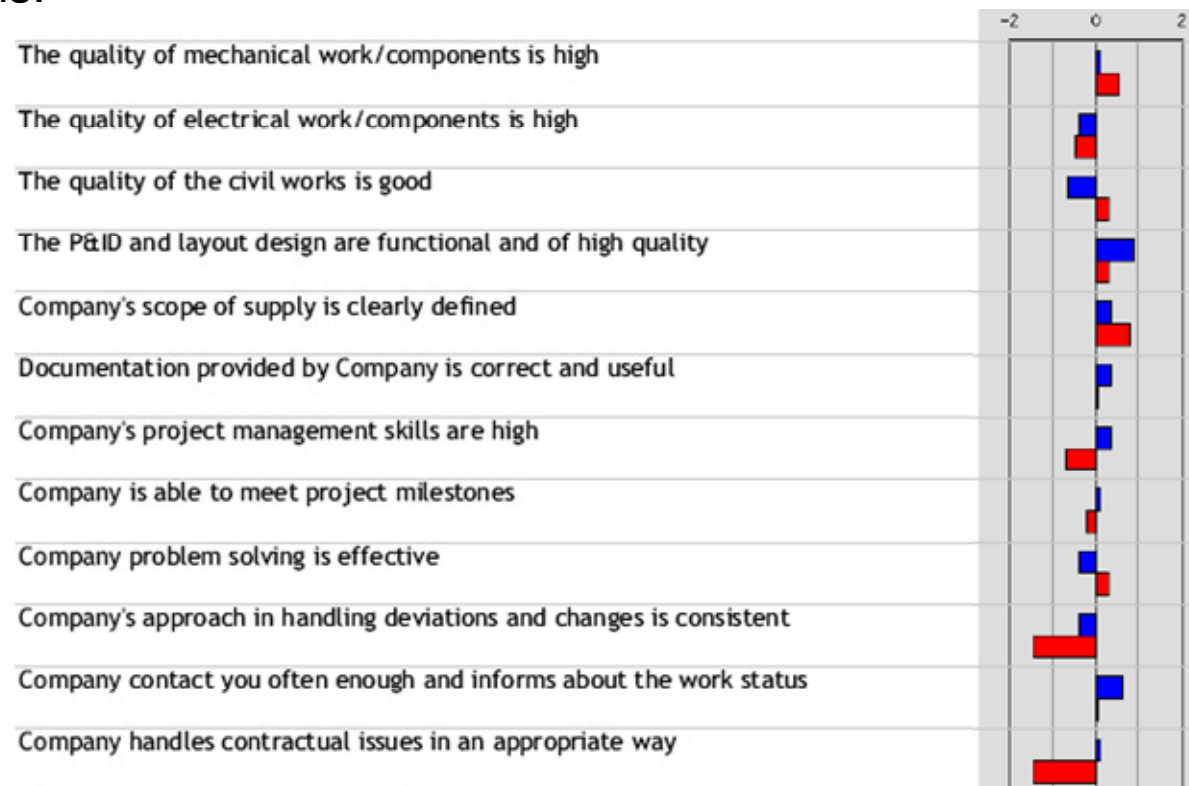 -2 0 2
The quality of mechanical work/components is high
The quality of electrical work/components is high
The quality of the civil works is good
The P&ID and layout design are functional and of high quality
Company's scope of supply is clearly defined
Documentation provided by Company is correct and useful
Company's project management skills are high
Company is able to meet project milestones
Company problem solving is effective
Company's approach in handling deviations and changes is consistent
Company contact you often enough and informs about the work status
Company handles contractual issues in an appropriate way